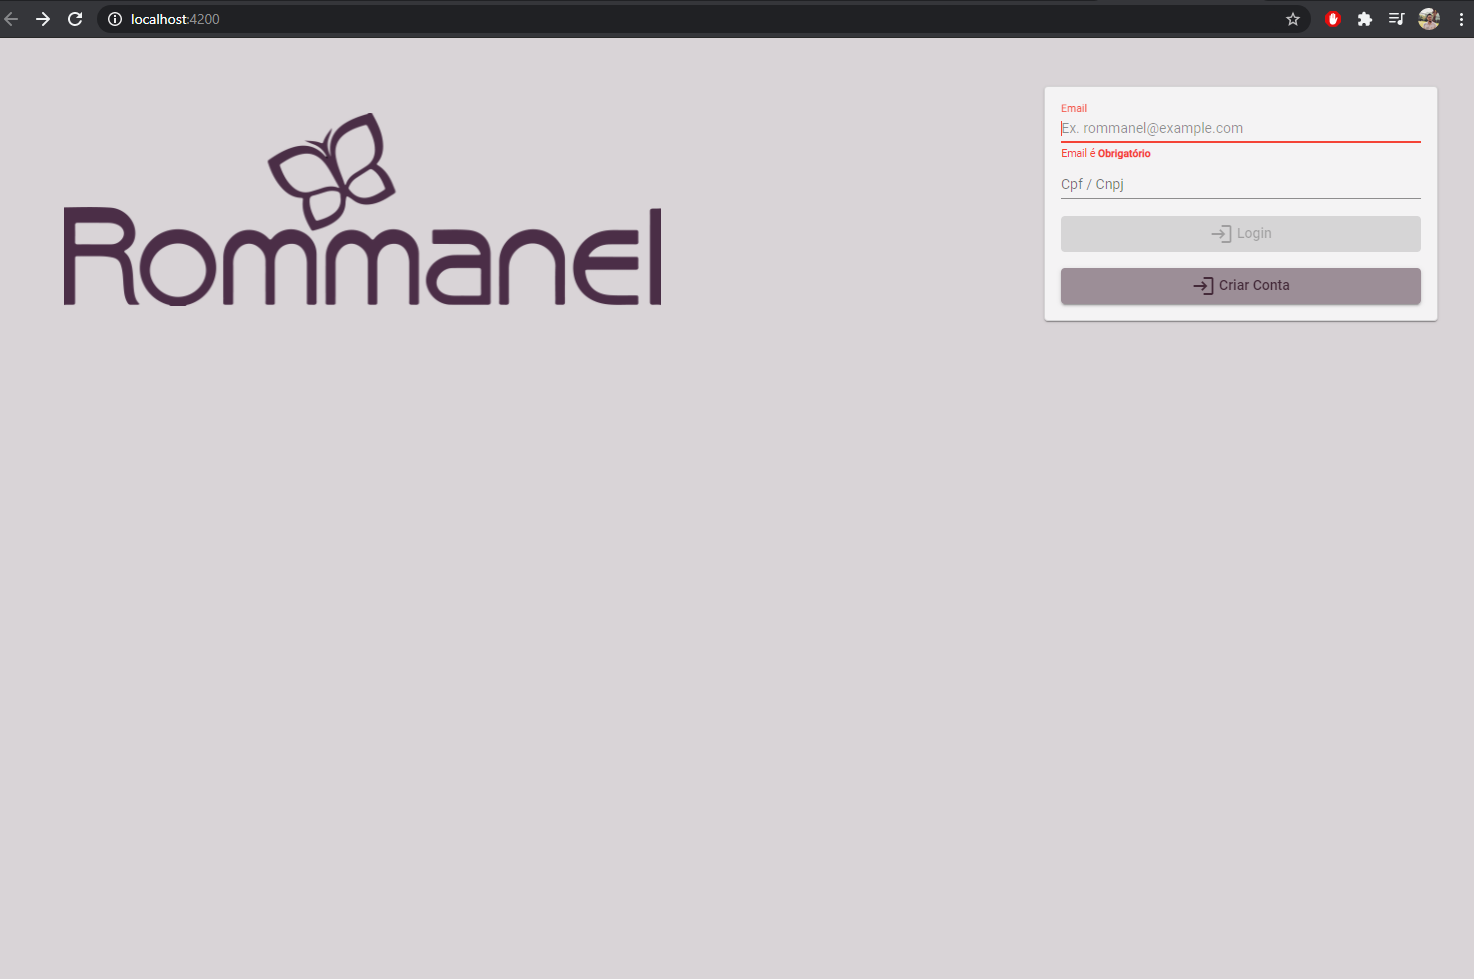 localhost:4200
Rommanel
Email
Ex. rommanel@example.com
Email é Obrigatório
Cpf / Cnpj
Login
Criar Conta